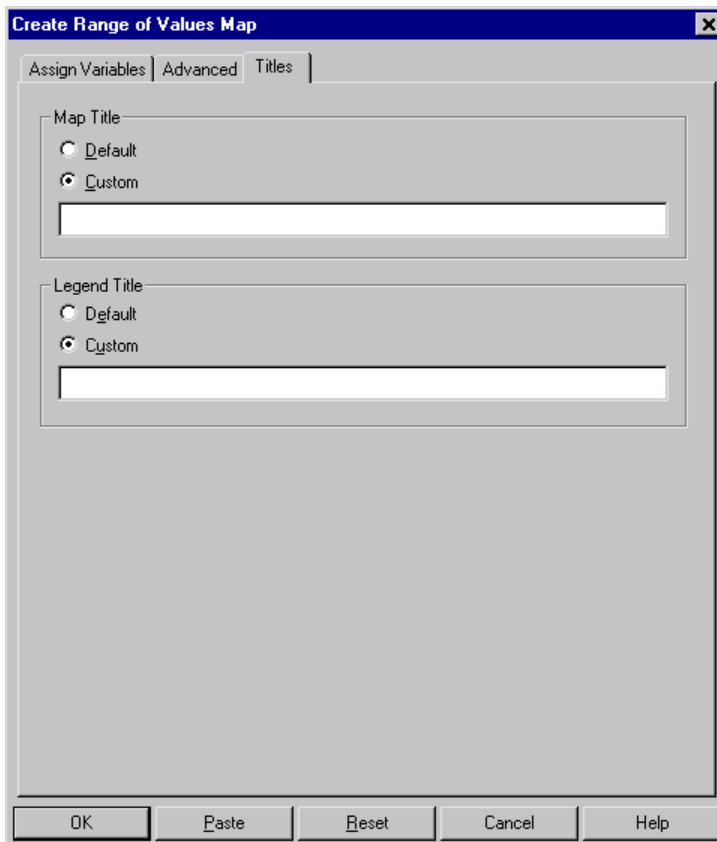 Create Range of Values Map
Assign Variables Advanced Titles
Map Title
Default
Custom
Legend Title
Default
Custom
OK Paste Reset Cancel Help